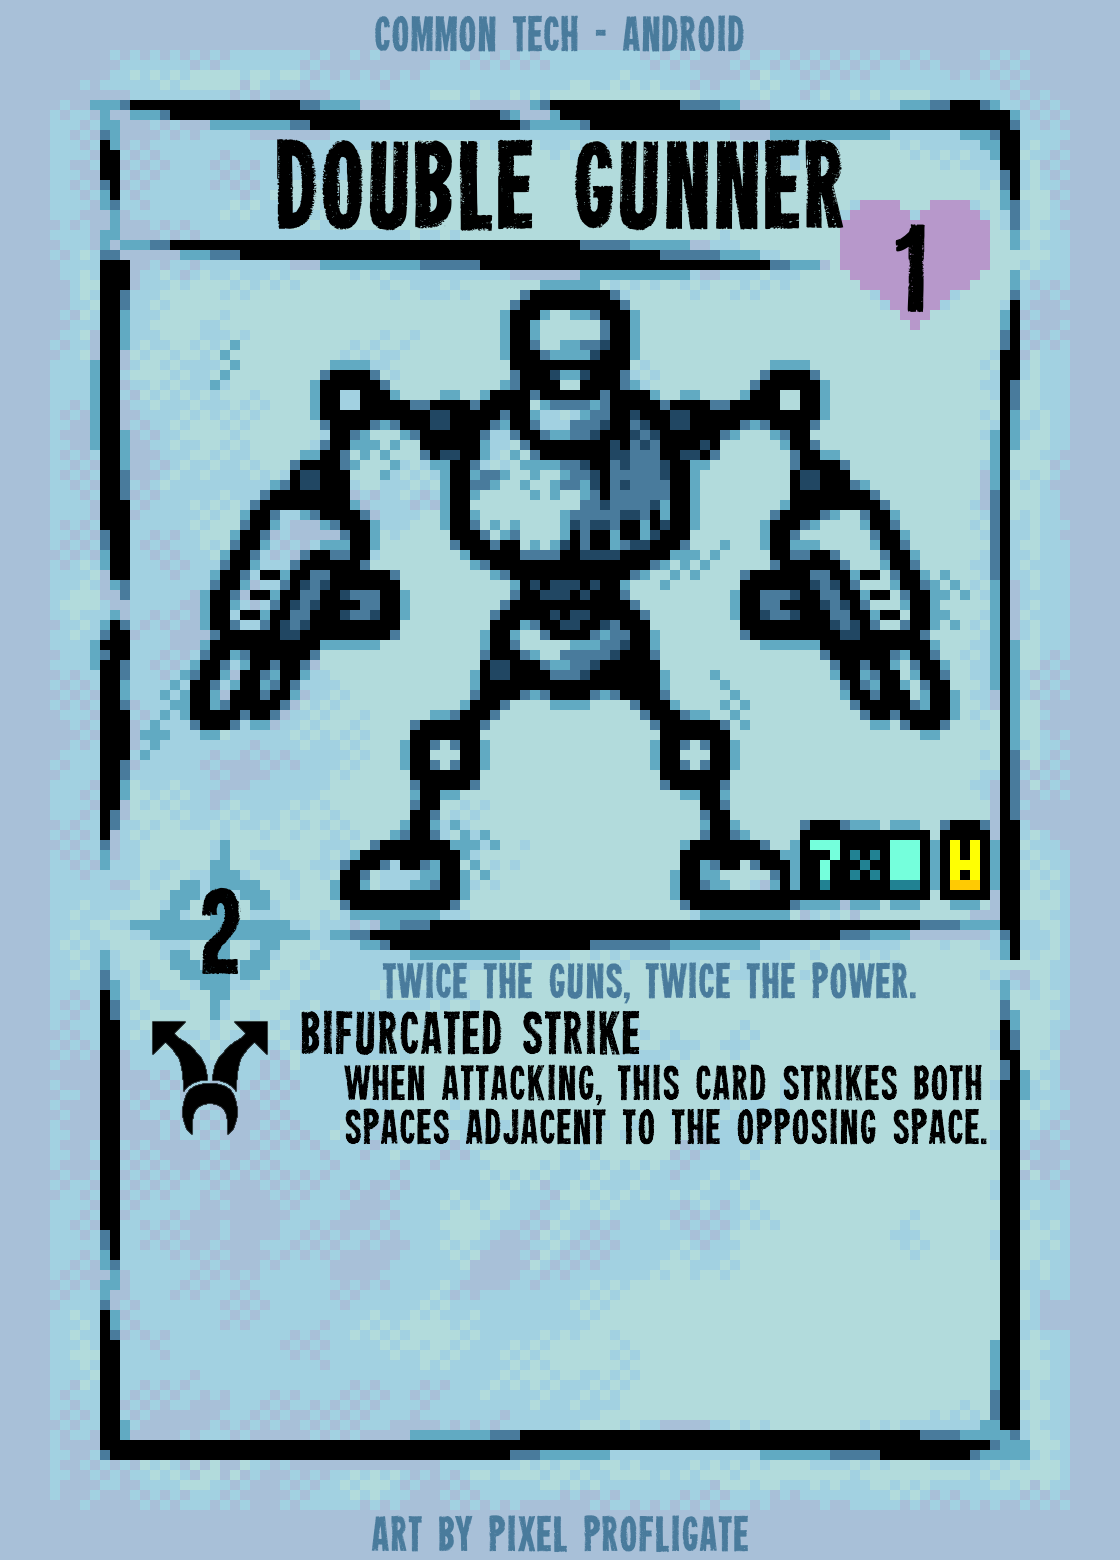 COMMON TECH - ANDROID
DOUBLE GUNNER
1
7
2
TWICE THE GUNS, TWICE THE POWER.
BIFURCATED STRIKE
WHEN ATTACKING, THIS CARD STRIKES BOTH
SPACES ADJACENT TO THE OPPOSING SPACE.
ART BY PIXEL PROFLIGATE